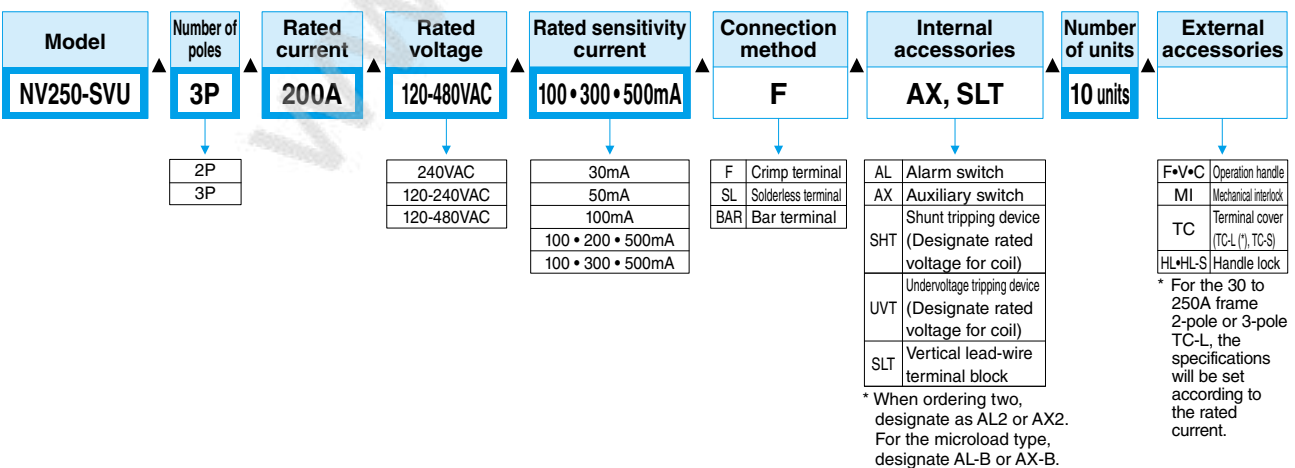 Model
Number of
poles
Rated
current
Rated
voltage
Rated sensitivity
current
Connection
method
Internal
accessories
Number
of units
External
accessories
NV250-SVU
3P
200A
120-480VAC
100•300•500mA
F
AX, SLT
10 units
2P
3P
240VAC
120-240VAC
120-480VAC
30mA
50mA
100mA
100 • 200 • 500mA
100 • 300 • 500mA
F Crimp terminal
SL Solderless terminal
BAR Bar terminal
AL Alarm switch
AX Auxiliary switch
SHT Shunt tripping device
(Designate rated
voltage for coil)
UVT Undervoltage tripping device
(Designate rated
voltage for coil)
SLT Vertical lead-wire
terminal block
* When ordering two,
designate as AL2 or AX2.
For the microload type,
designate AL-B or AX-B.
F•V•C Operation handle
MI Mechanical interlock
TC Terminal cover
(TC-L (*), TC-S)
HL•HL-S Handle lock
* For the 30 to
250A frame
2-pole or 3-pole
TC-L, the
specifications
will be set
according to
the rated
current.